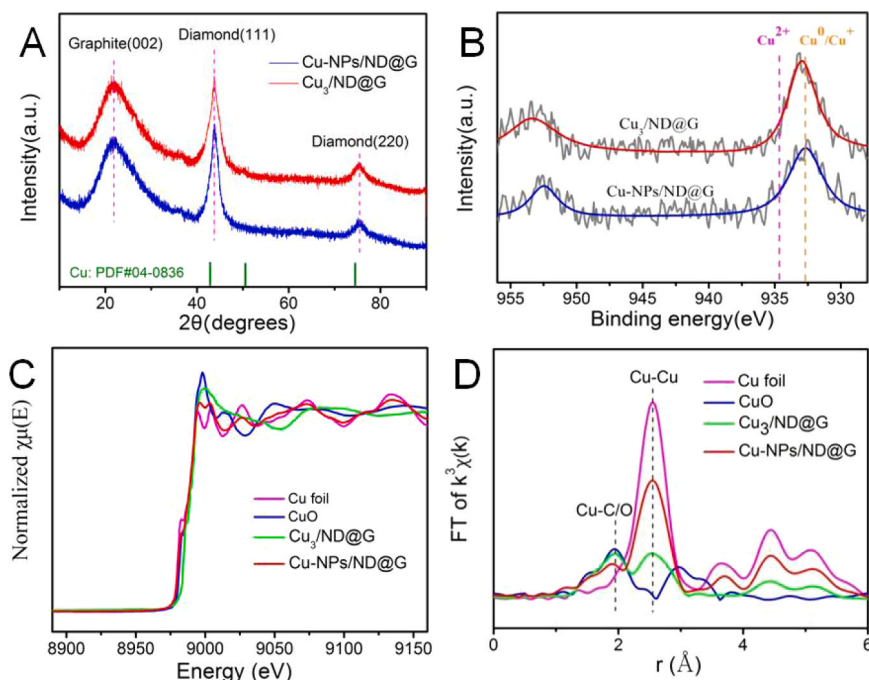 A
Graphite(002)
Diamond(111)
Cu-NPs/ND@G
Cu₃/ND@G
Diamond(220)
Cu: PDF#04-0836
Intensity(a.u.)
20 40 60 80
2θ(degrees)
B
Cu²⁺
Cu⁰/Cu⁺
Cu₃/ND@G
Cu-NPs/ND@G
Intensity(a.u.)
955 950 945 940 935 930
Binding energy(eV)
C
Normalized χμ(E)
Cu foil
CuO
Cu₃/ND@G
Cu-NPs/ND@G
8900 8950 9000 9050 9100 9150
Energy (eV)
D
Cu-Cu
Cu-C/O
Cu foil
CuO
Cu₃/ND@G
Cu-NPs/ND@G
FT of k³χ(k)
0 2 4 6
r (Å)